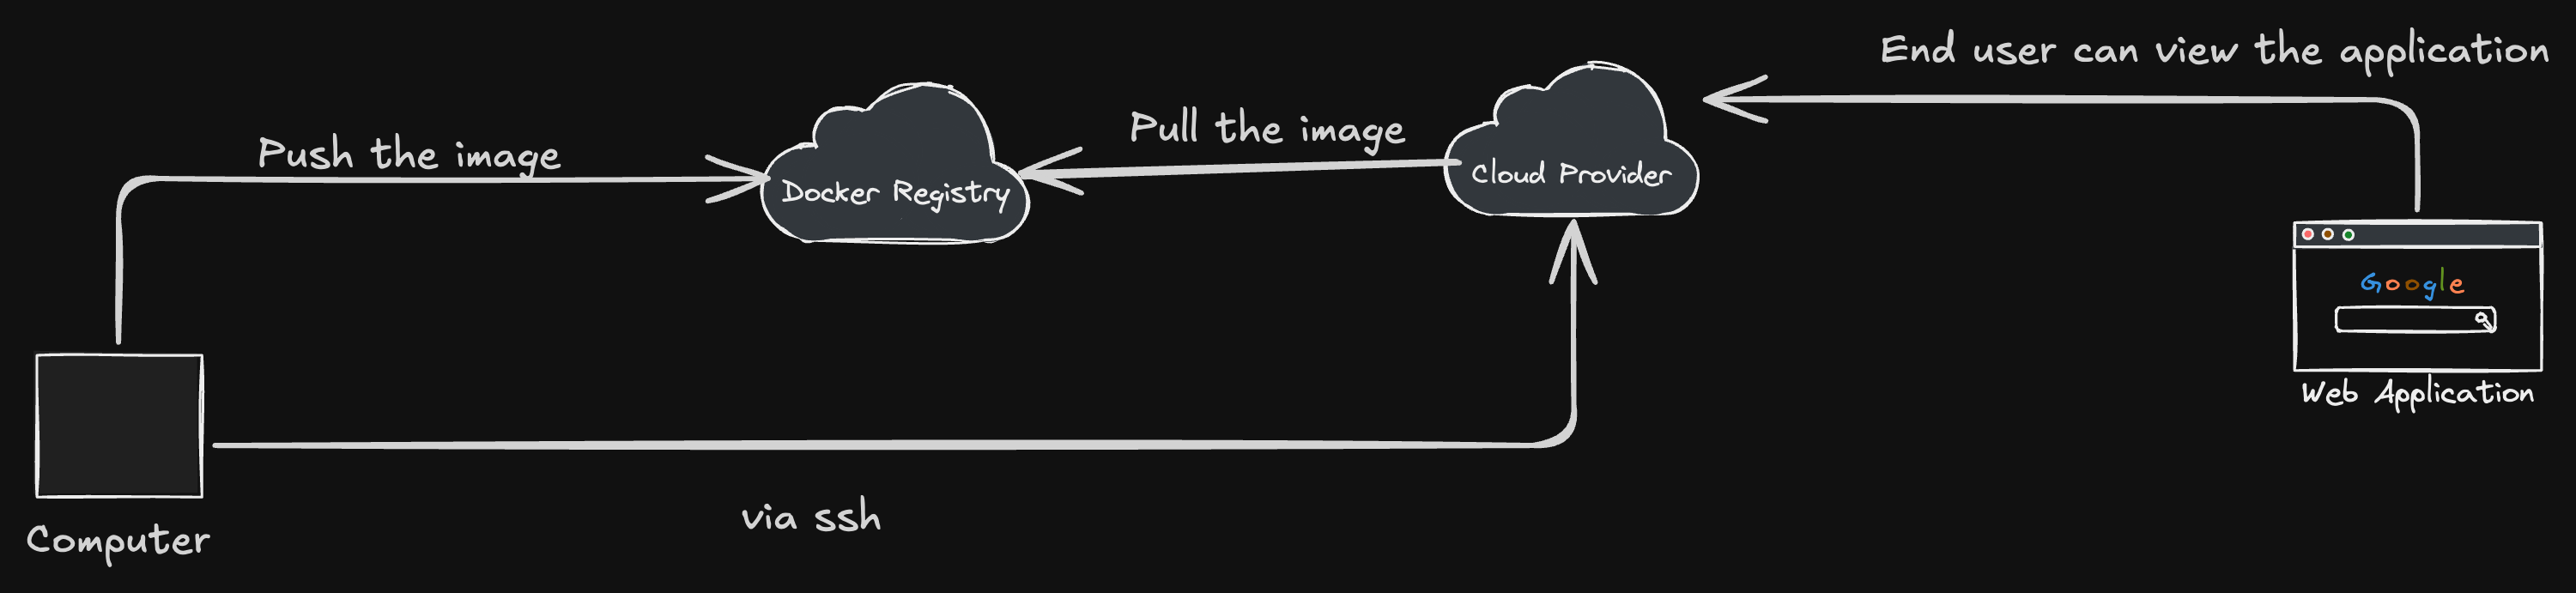 End user can view the application
Push the image
Pull the image
Docker Registry
Cloud Provider
Google
Web Application
via ssh
Computer